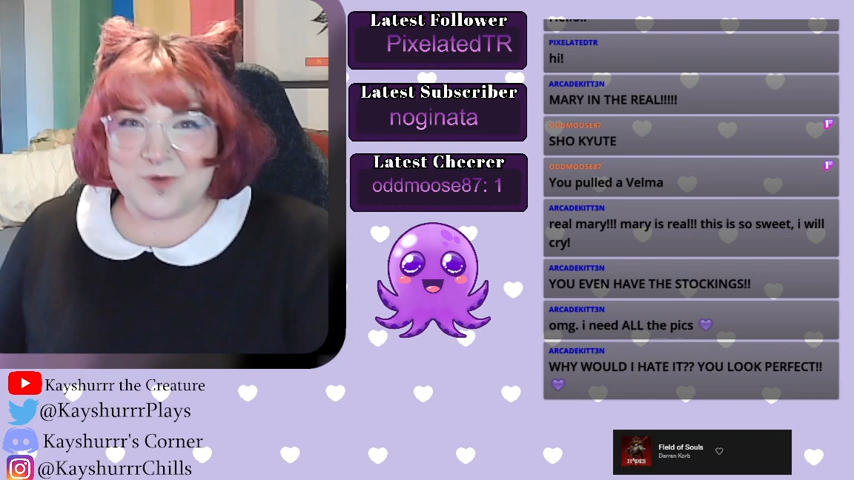 Latest Follower
PixelatedTR
Latest Subscriber
noginata
Latest Cheerer
oddmoose87: 1
Hello!!
PIXELATEDTR
hi!
ARCADEKITT3N
MARY IN THE REAL!!!!!
ODDMOOSE87
SHO KYUTE
ODDMOOSE87
You pulled a Velma
ARCADEKITT3N
real mary!!! mary is real!! this is so sweet, i will
cry!
ARCADEKITT3N
YOU EVEN HAVE THE STOCKINGS!!
ARCADEKITT3N
omg. i need ALL the pics 💜
ARCADEKITT3N
WHY WOULD I HATE IT?? YOU LOOK PERFECT!!
💜
Kayshurrr the Creature
@KayshurrrPlays
Kayshurrr's Corner
@KayshurrrChills
HADES
Field of Souls
Darren Korb